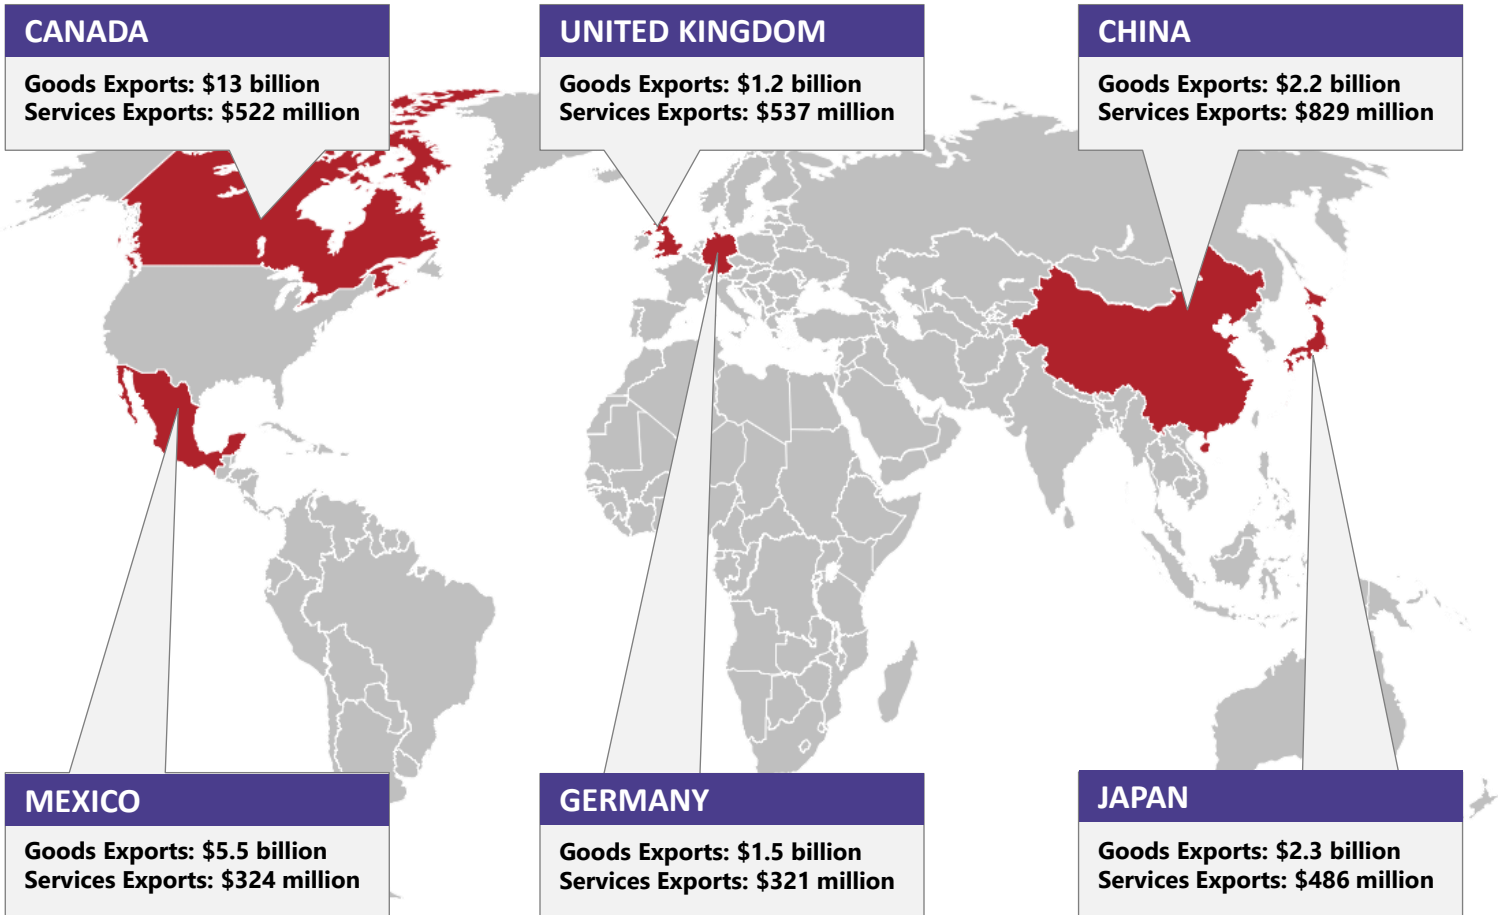 CANADA
Goods Exports: $13 billion
Services Exports: $522 million
UNITED KINGDOM
Goods Exports: $1.2 billion
Services Exports: $537 million
CHINA
Goods Exports: $2.2 billion
Services Exports: $829 million
MEXICO
Goods Exports: $5.5 billion
Services Exports: $324 million
GERMANY
Goods Exports: $1.5 billion
Services Exports: $321 million
JAPAN
Goods Exports: $2.3 billion
Services Exports: $486 million